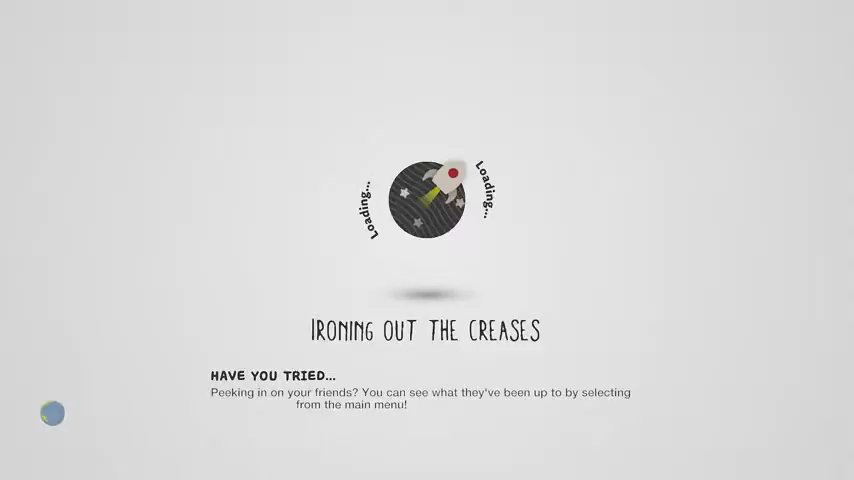 Loading...
Loading...
IRONING OUT THE CREASES
HAVE YOU TRIED...
Peeking in on your friends? You can see what they've been up to by selecting
from the main menu!